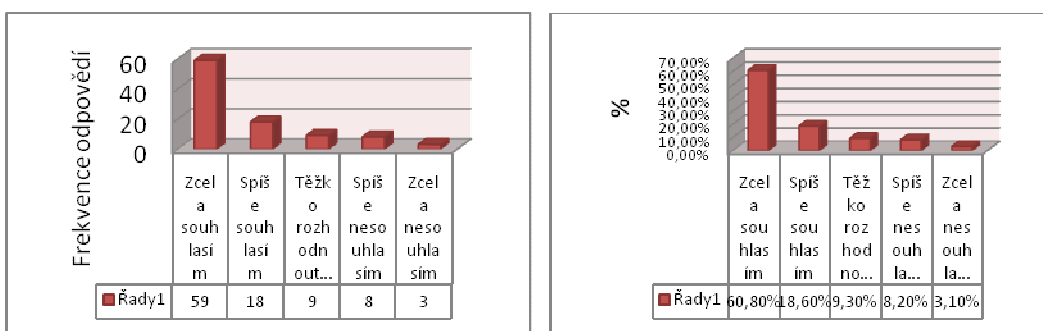 Frekvence odpovědí
60
40
20
0
Zcel
a
souh
lasí
m
Spíš
e
souh
lasí
m
Těžk
o
rozh
odn
out...
Spíš
e
neso
uhla
sím
Zcel
a
neso
uhla
sím
Řady1 59 18 9 8 3
%
70,00%
60,00%
50,00%
40,00%
30,00%
20,00%
10,00%
0,00%
Zcel
a
sou
hlas
ím
Spíš
e
sou
hlas
ím
Těž
ko
roz
hod
no...
Spíš
e
nes
ouh
la...
Zcel
a
nes
ouh
la...
Řady1 60,80% 18,60% 9,30% 8,20% 3,10%